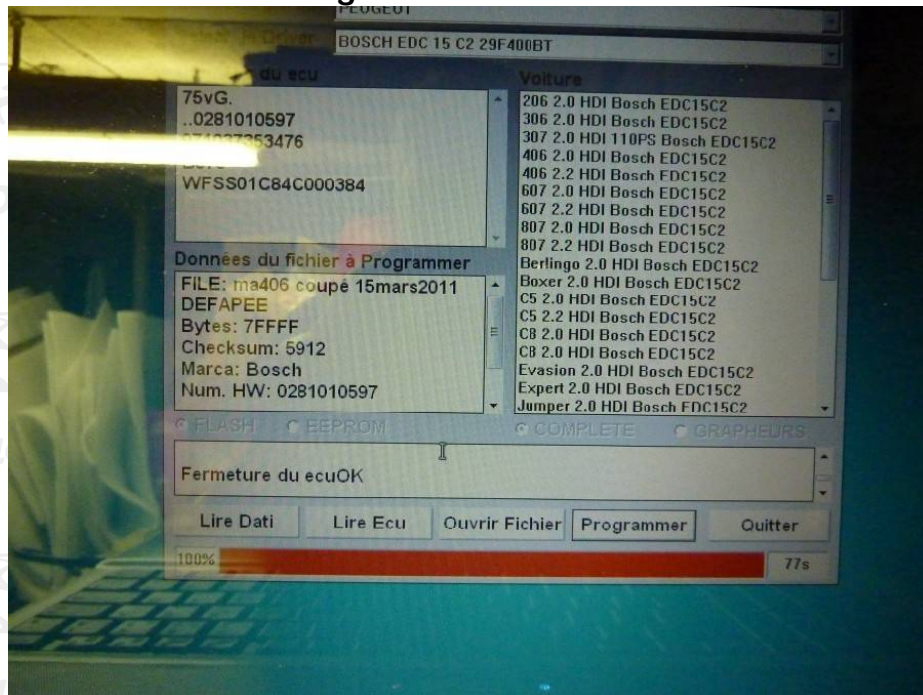 PEUGEOT
BOSCH EDC 15 C2 29F400BT
du ecu
75vG.
..0281010597
WFSS01C84C000384
Voiture
206 2.0 HDI Bosch EDC15C2
306 2.0 HDI Bosch EDC15C2
307 2.0 HDI 110PS Bosch EDC15C2
406 2.0 HDI Bosch EDC15C2
406 2.2 HDI Bosch EDC15C2
607 2.0 HDI Bosch EDC15C2
607 2.2 HDI Bosch EDC15C2
807 2.0 HDI Bosch EDC15C2
807 2.2 HDI Bosch EDC15C2
Berlingo 2.0 HDI Bosch EDC15C2
Boxer 2.0 HDI Bosch EDC15C2
C5 2.0 HDI Bosch EDC15C2
C5 2.2 HDI Bosch EDC15C2
C8 2.0 HDI Bosch EDC15C2
C8 2.0 HDI Bosch EDC15C2
Evasion 2.0 HDI Bosch EDC15C2
Expert 2.0 HDI Bosch EDC15C2
Jumper 2.0 HDI Bosch EDC15C2
Données du fichier à Programmer
FILE: ma406 coupé 15mars2011
DEFAPEE
Bytes: 7FFFF
Checksum: 5912
Marca: Bosch
Num. HW: 0281010597
FLASH EEPROM
COMPLETE GRAPHEURS
Fermeture du ecuOK
Lire Dati Lire Ecu Ouvrir Fichier Programmer Quitter
100% 77s